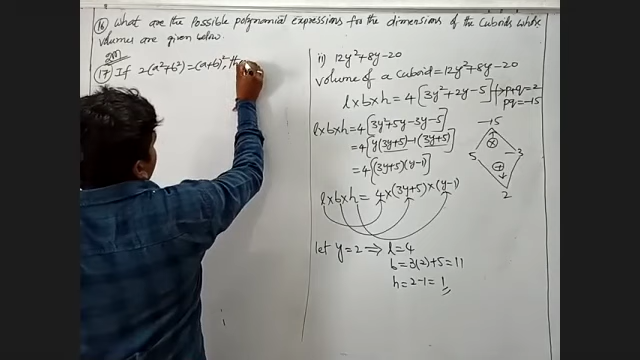 (16) What are the Possible Polynomial Expressions for the dimensions of the Cuboids whose
volumes are given below.
2M
(17) If 2(a²+b²)=(a+b)², th
ii) 12y²+8y-20
volume of a cuboid = 12y²+8y-20
l×b×h = 4[3y²+2y-5] → p+q=2
pq=-15
l×b×h = 4[3y²+5y-3y-5]
=4[y(3y+5)-1(3y+5)]
=4[(3y+5)(y-1)]
-15
5 × -3
+
2
l×b×h = 4×(3y+5)×(y-1)
let y=2 ⇒ l=4
b=3(2)+5=11
h=2-1=1